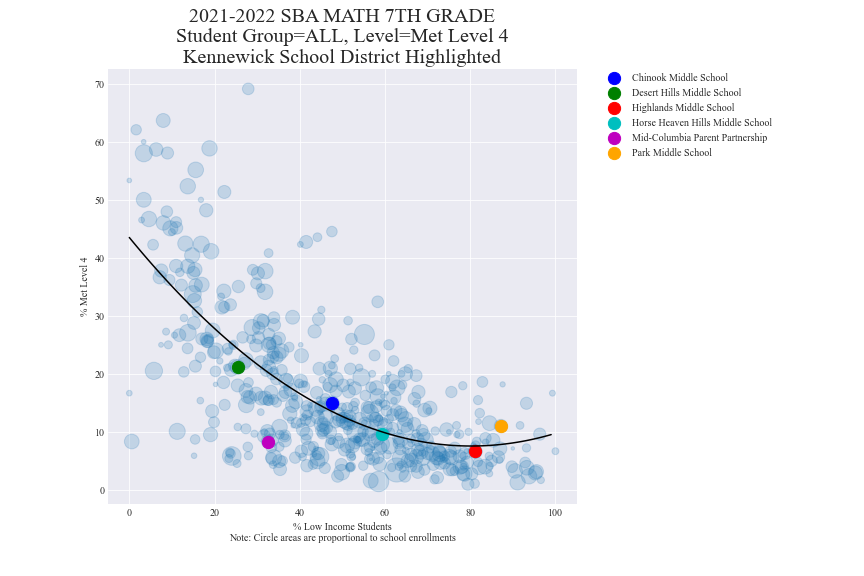 2021-2022 SBA MATH 7TH GRADE
Student Group=ALL, Level=Met Level 4
Kennewick School District Highlighted
Chinook Middle School
Desert Hills Middle School
Highlands Middle School
Horse Heaven Hills Middle School
Mid-Columbia Parent Partnership
Park Middle School
% Met Level 4
70
60
50
40
30
20
10
0
0 20 40 60 80 100
% Low Income Students
Note: Circle areas are proportional to school enrollments